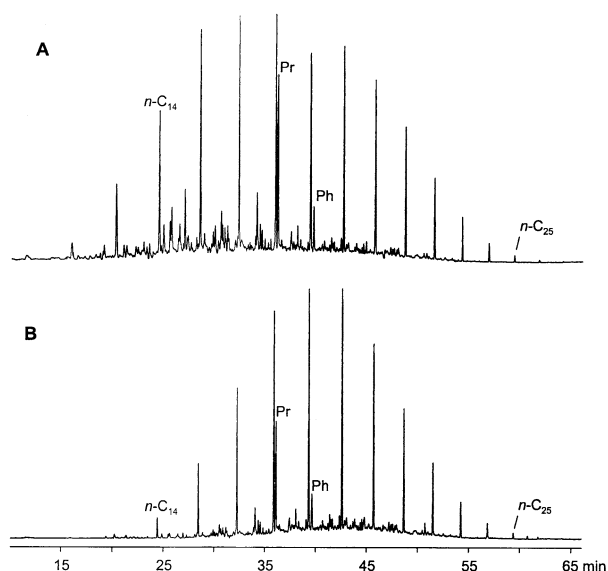 A
n-C₁₄
Pr
Ph
n-C₂₅
B
n-C₁₄
Pr
Ph
n-C₂₅
15 25 35 45 55 65 min